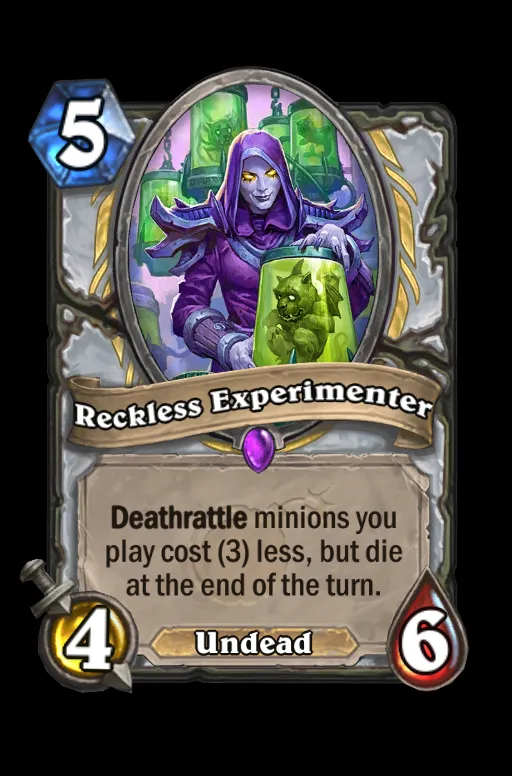 5
Reckless Experimenter
Deathrattle minions you
play cost (3) less, but die
at the end of the turn.
4
Undead
6